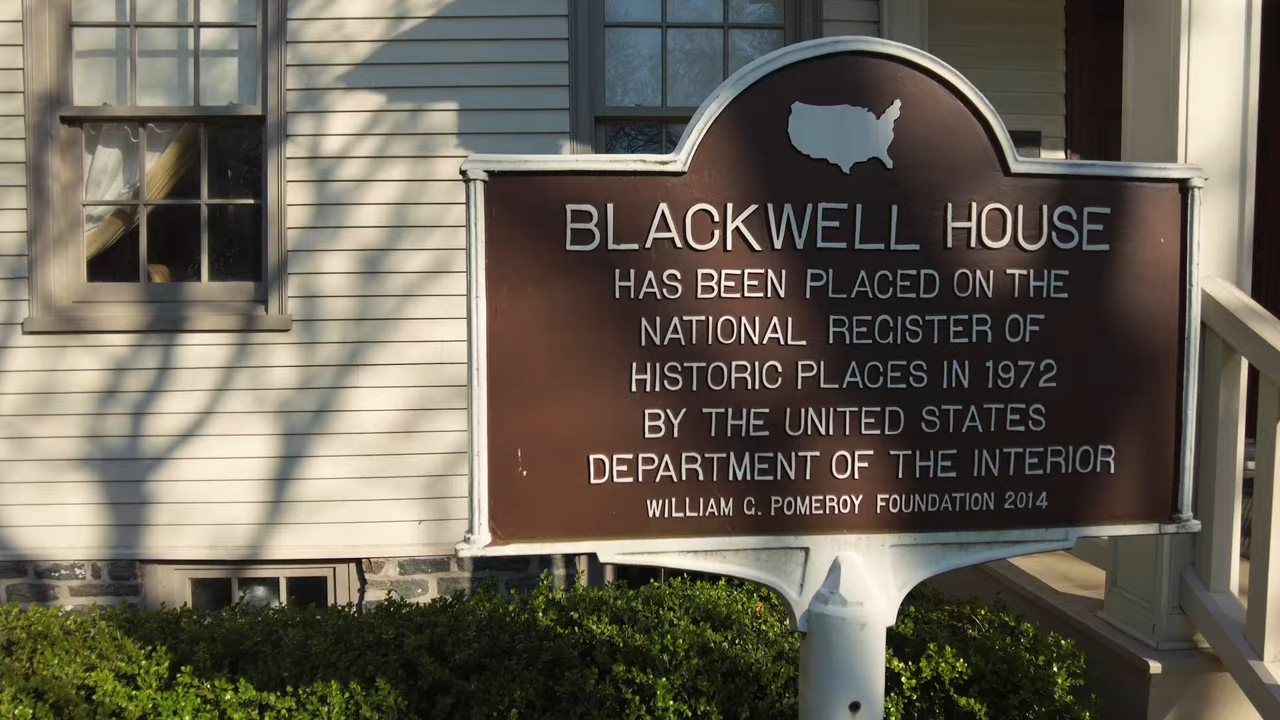 BLACKWELL HOUSE
HAS BEEN PLACED ON THE
NATIONAL REGISTER OF
HISTORIC PLACES IN 1972
BY THE UNITED STATES
DEPARTMENT OF THE INTERIOR
WILLIAM G. POMEROY FOUNDATION 2014